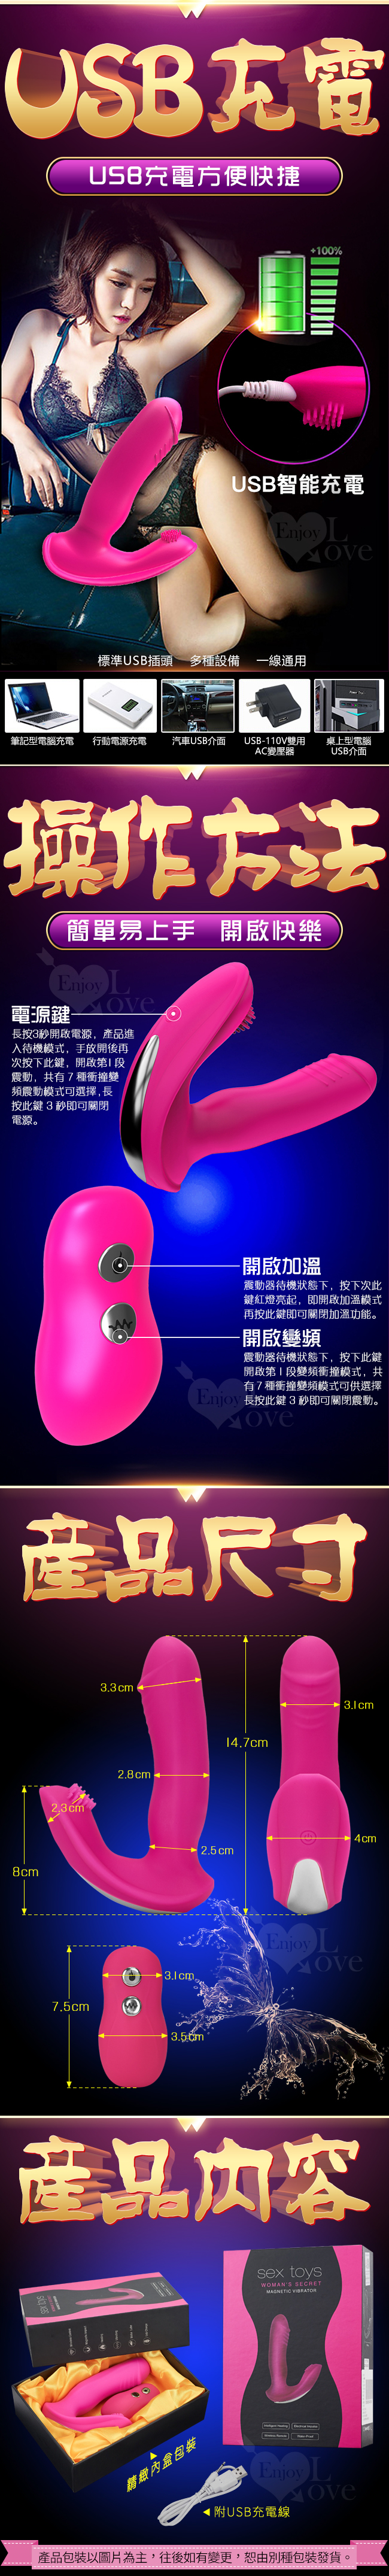 USB充電
USB充電方便快捷
+100%
USB智能充電
Enjoy Love
標準USB插頭 多種設備 一線通用
筆記型電腦充電
行動電源充電
汽車USB介面
USB-110V雙用
AC變壓器
桌上型電腦
USB介面
操作方法
簡單易上手 開啟快樂
Enjoy Love
電源鍵
長按3秒開啟電源，產品進
入待機模式，手放開後再
次按下此鍵，開啟第1段
震動，共有7種衝撞變
頻震動模式可選擇,長
按此鍵 3 秒即可關閉
電源。
開啟加溫
震動器待機狀態下，按下次此
鍵紅燈亮起，即開啟加溫模式
再按此鍵即可關閉加溫功能。
開啟變頻
震動器待機狀態下，按下此鍵
開啟第1段變頻衝撞模式，共
有7種衝撞變頻模式可供選擇
長按此鍵 3 秒即可關閉震動。
Enjoy Love
產品尺寸
3.3cm
3.1cm
14.7cm
2.8cm
2.3cm
4cm
2.5cm
8cm
Enjoy Love
3.1cm
7.5cm
3.5cm
產品內容
sex toys
WOMAN'S SECRET
MAGNETIC VIBRATOR
精緻內盒包裝
Enjoy Love
附USB充電線
產品包裝以圖片為主，往後如有變更，恕由別種包裝發貨。